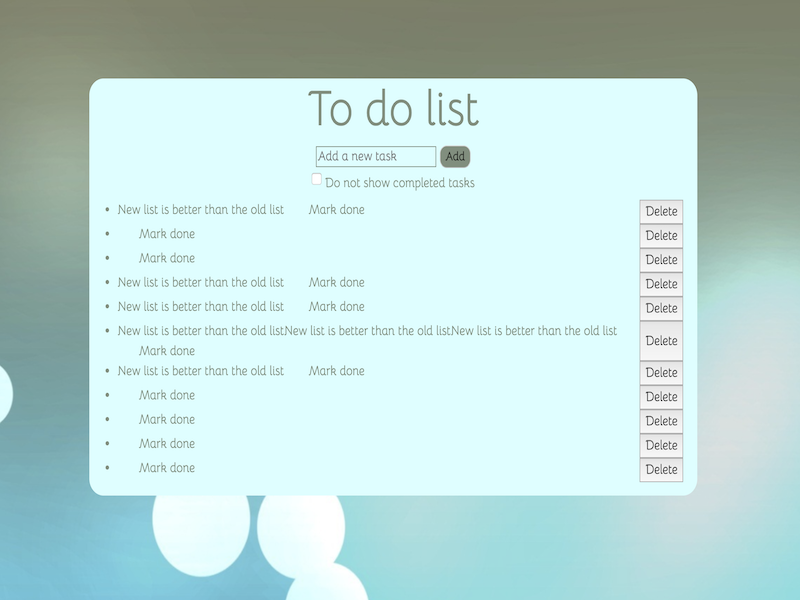 To do list
Add a new task Add
Do not show completed tasks
New list is better than the old list Mark done Delete
Mark done Delete
Mark done Delete
New list is better than the old list Mark done Delete
New list is better than the old list Mark done Delete
New list is better than the old listNew list is better than the old listNew list is better than the old list
Mark done Delete
New list is better than the old list Mark done Delete
Mark done Delete
Mark done Delete
Mark done Delete
Mark done Delete